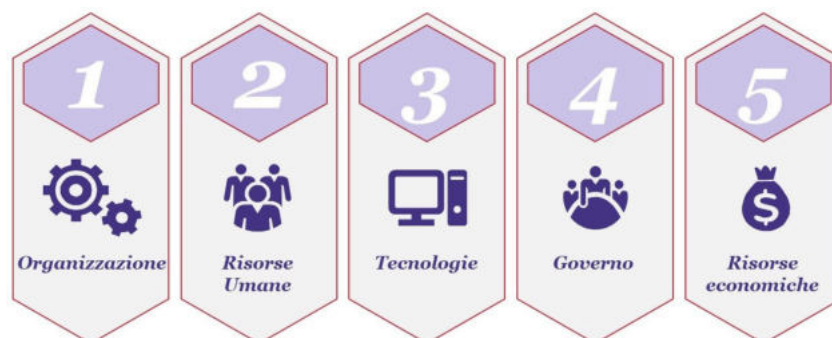 1
2
3
4
5
Organizzazione
Risorse
Umane
Tecnologie
Governo
Risorse
economiche
$